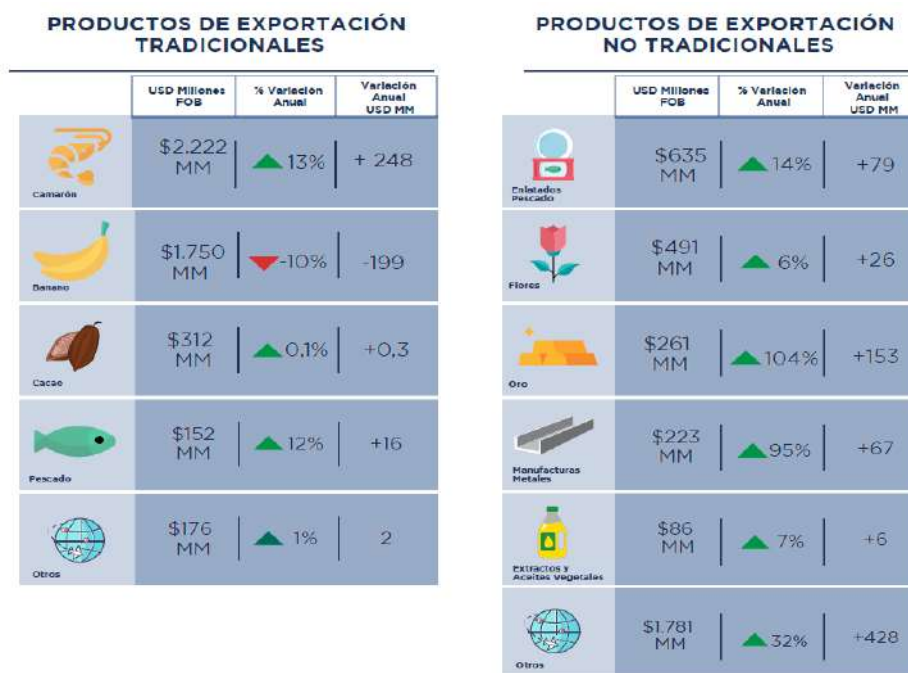 PRODUCTOS DE EXPORTACIÓN
TRADICIONALES
USD Millones
FOB
% Variación
Anual
Variación
Anual
USD MM
Camarón
$2.222
MM
13%
+ 248
Banano
$1.750
MM
-10%
-199
Cacao
$312
MM
0,1%
+0,3
Pescado
$152
MM
12%
+16
Otros
$176
MM
1%
2
PRODUCTOS DE EXPORTACIÓN
NO TRADICIONALES
USD Millones
FOB
% Variación
Anual
Variación
Anual
USD MM
Enlatados
Pescado
$635
MM
14%
+79
Flores
$491
MM
6%
+26
Oro
$261
MM
104%
+153
Manufacturas
Metales
$223
MM
95%
+67
Extractos y
Aceites Vegetales
$86
MM
7%
+6
Otros
$1.781
MM
32%
+428